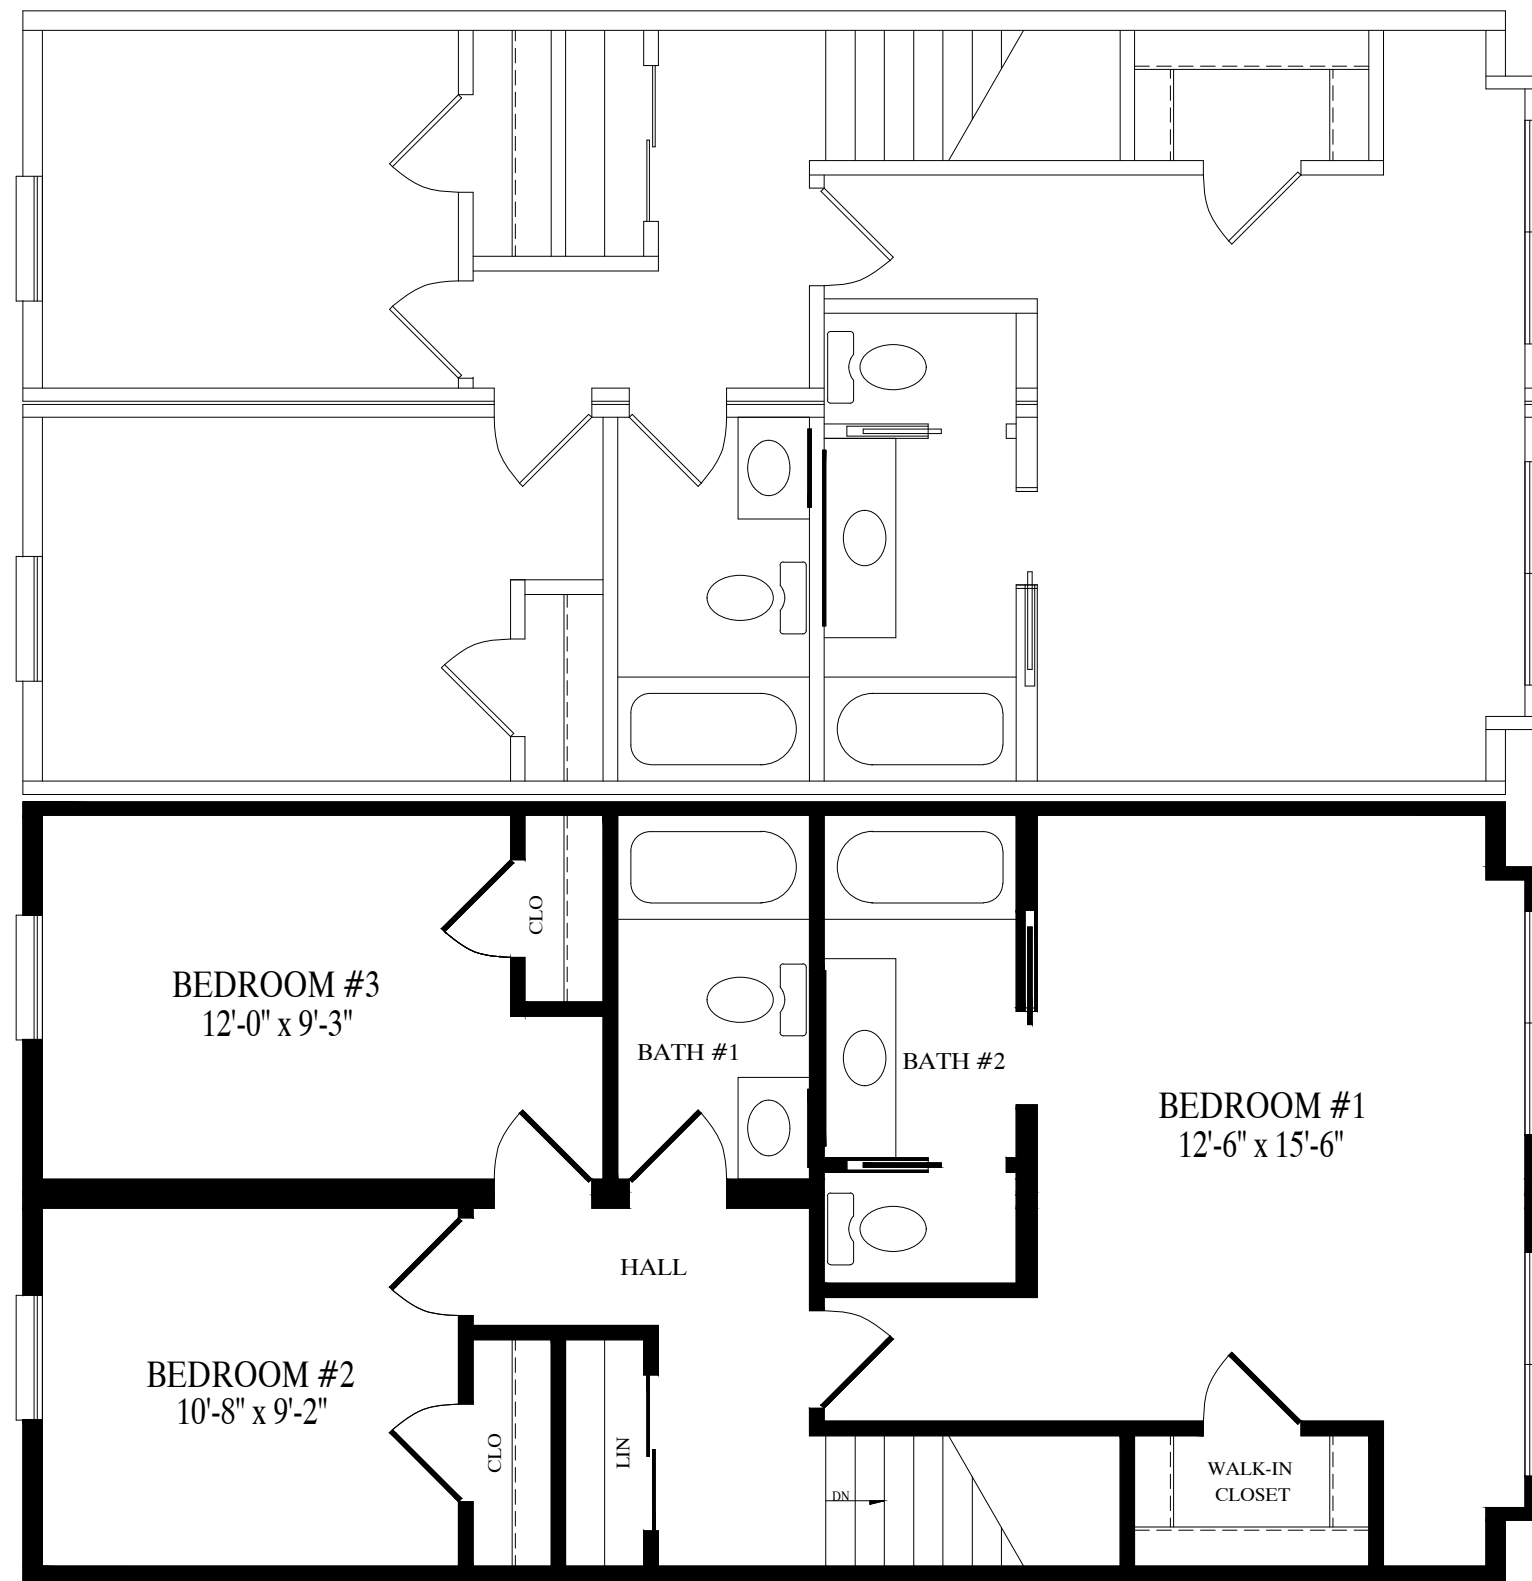 CLO
BEDROOM #3
12'-0" x 9'-3"
BATH #1
BATH #2
BEDROOM #1
12'-6" x 15'-6"
HALL
BEDROOM #2
10'-8" x 9'-2"
CLO
LIN
DN
WALK-IN
CLOSET